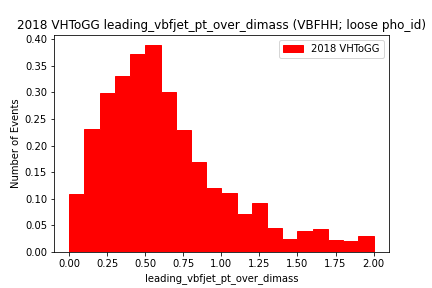 2018 VHToGG leading_vbfjet_pt_over_dimass (VBFHH; loose pho_id)
2018 VHToGG
Number of Events
0.40
0.35
0.30
0.25
0.20
0.15
0.10
0.05
0.00
0.00 0.25 0.50 0.75 1.00 1.25 1.50 1.75 2.00
leading_vbfjet_pt_over_dimass